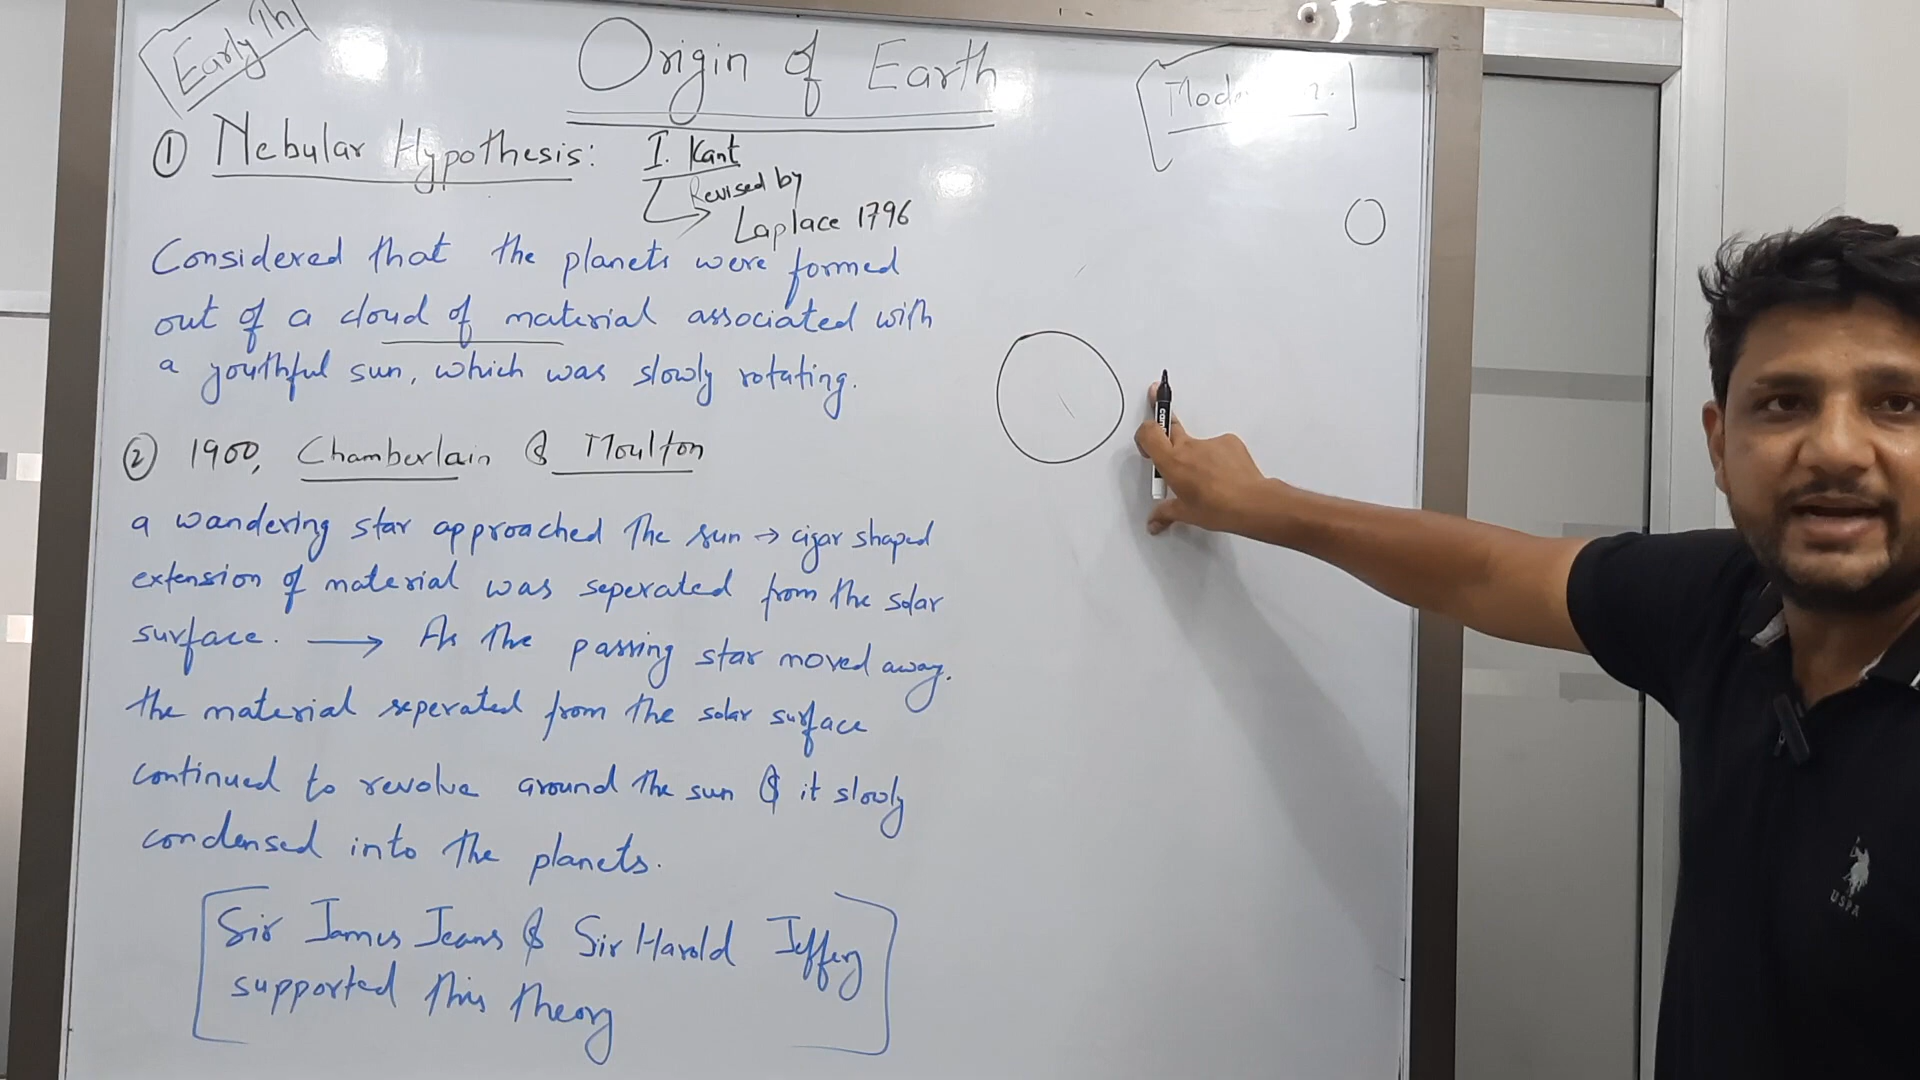 Early Th
Origin of Earth
① Nebular Hypothesis: I. Kant
Revised by
Laplace 1796
Considered that the planets were formed
out of a cloud of material associated with
a youthful sun, which was slowly rotating.
② 1900, Chamberlain & Moulton
a wandering star approached the sun → cigar shaped
extension of material was seperated from the solar
surface. → As the passing star moved away.
the material seperated from the solar surface
continued to revolve around the sun & it slowly
condensed into the planets.
Sir James Jeans & Sir Harold Jeffery
supported this theory
USPA